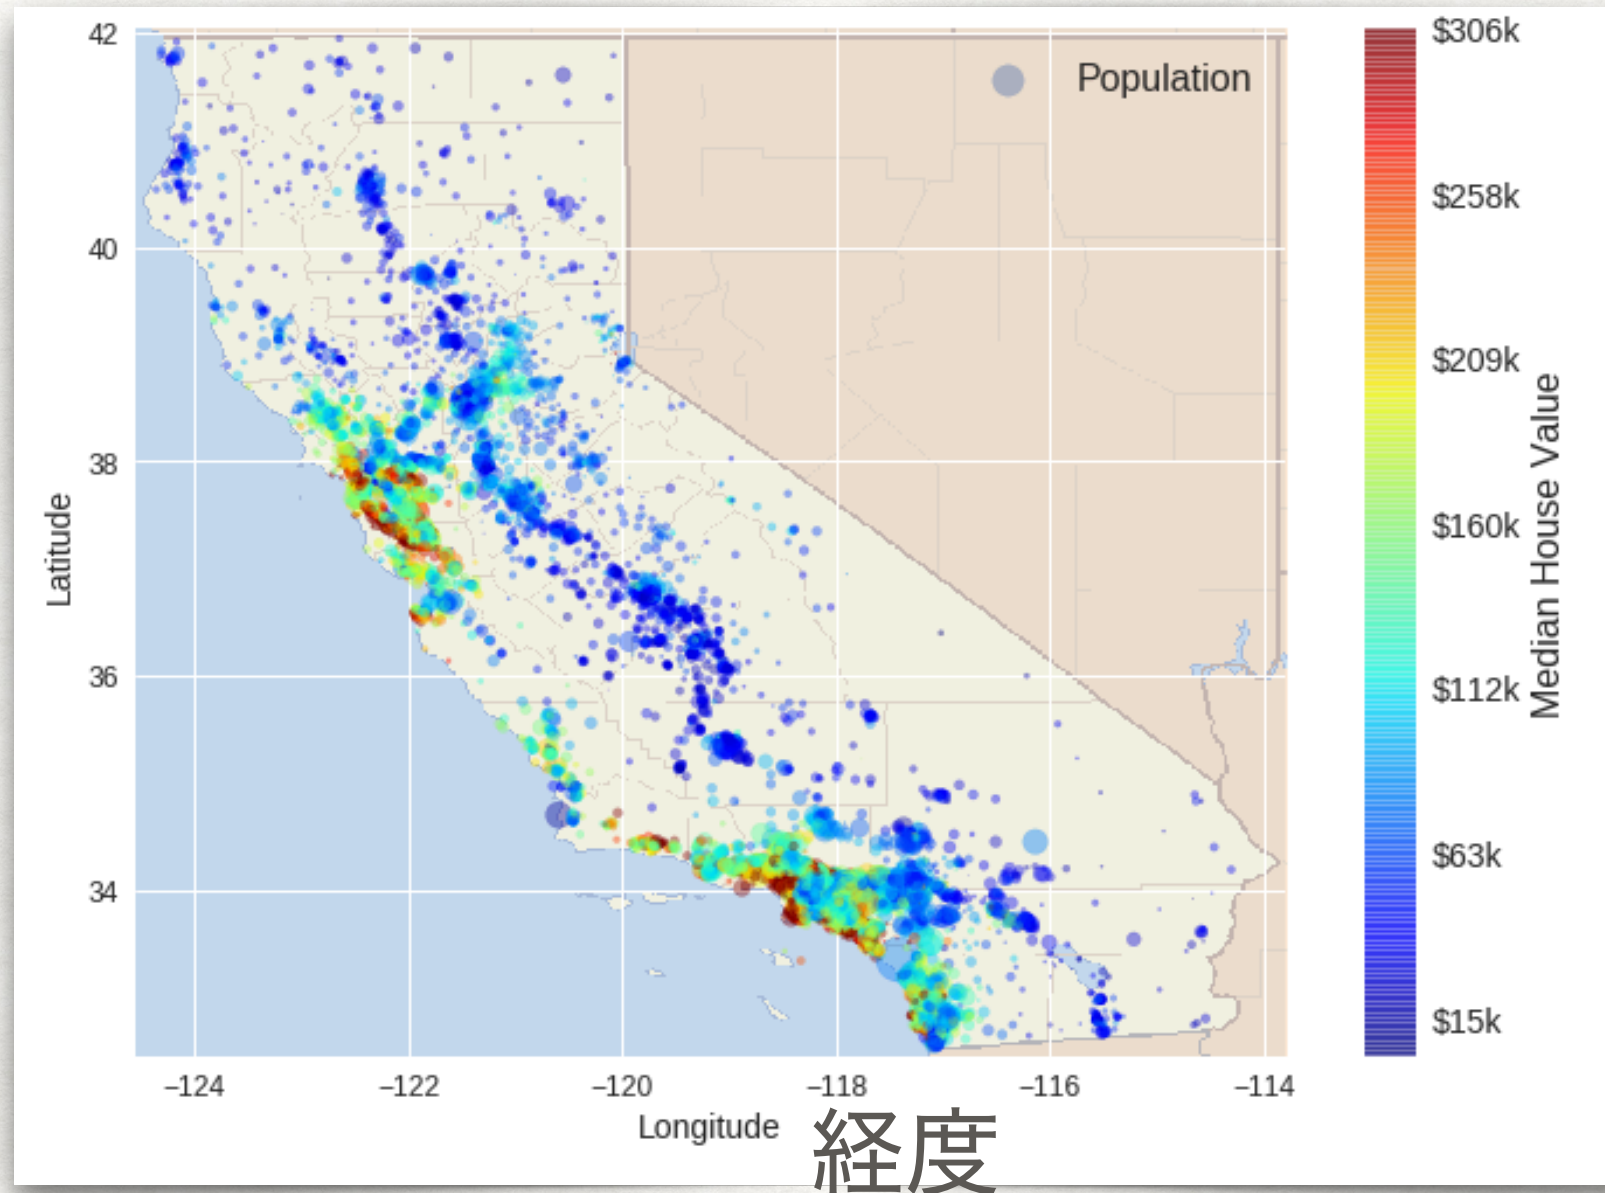 42
40
38
36
34
Latitude
Population
−124
−122
−120
−118
−116
−114
Longitude
経度
$306k
$258k
$209k
$160k
$112k
$63k
$15k
Median House Value